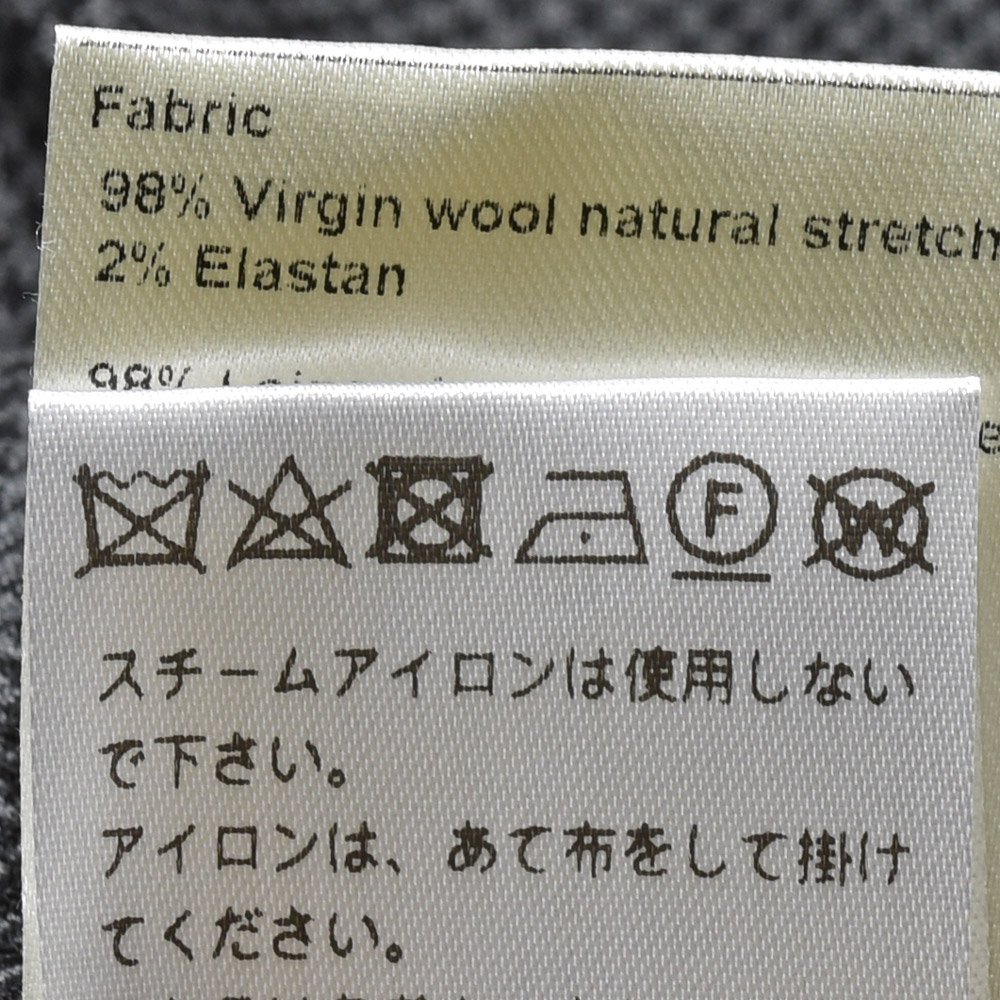 Fabric
98% Virgin wool natural stretch
2% Elastan
98%
F
W
スチームアイロンは使用しない
で下さい。
アイロンは、あて布をして掛け
てください。